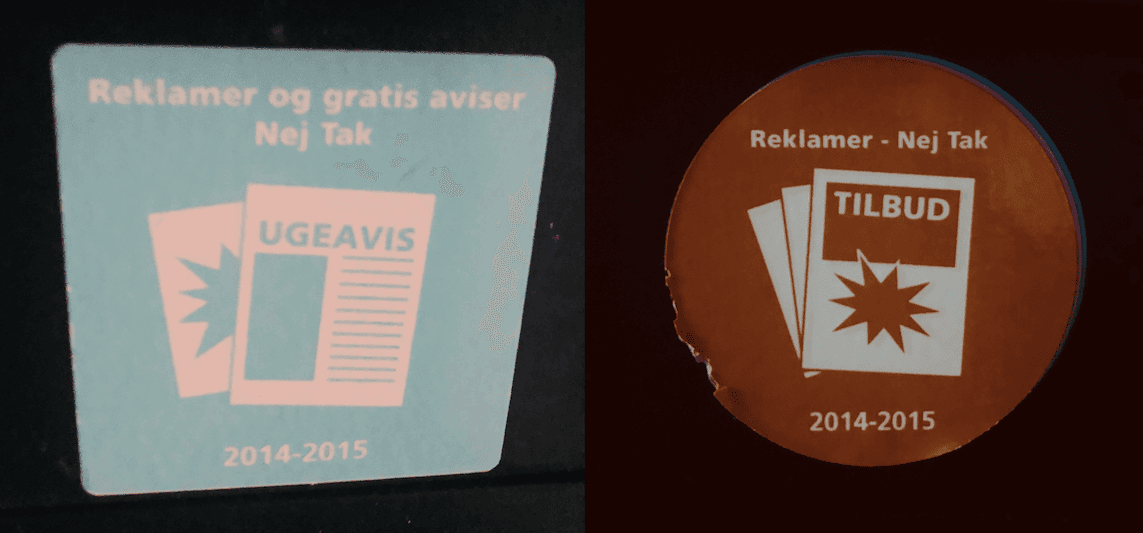 Reklamer og gratis aviser
Nej Tak
UGEAVIS
2014-2015
Reklamer - Nej Tak
TILBUD
2014-2015